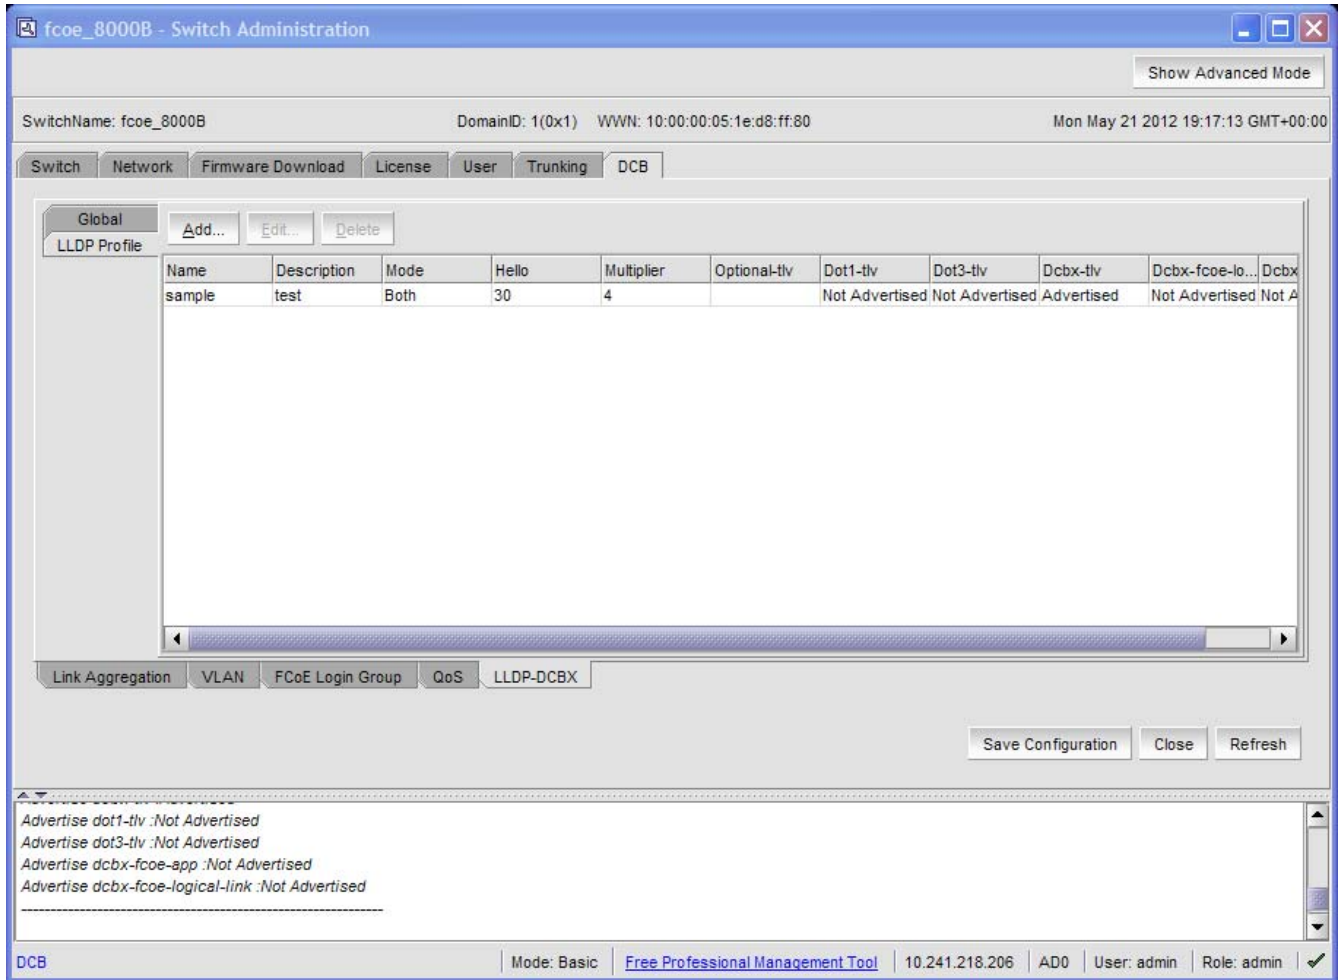 fcoe_8000B - Switch Administration
Show Advanced Mode
SwitchName: fcoe_8000B DomainID: 1(0x1) WWN: 10:00:00:05:1e:d8:ff:80 Mon May 21 2012 19:17:13 GMT+00:00
Switch Network Firmware Download License User Trunking DCB
Global
LLDP Profile
Add... Edit... Delete
Name Description Mode Hello Multiplier Optional-tlv Dot1-tlv Dot3-tlv Dcbx-tlv Dcbx-fcoe-lo... Dcbx
sample test Both 30 4 Not Advertised Not Advertised Advertised Not Advertised Not A
Link Aggregation VLAN FCoE Login Group QoS LLDP-DCBX
Save Configuration Close Refresh
Advertise dot1-tlv :Not Advertised
Advertise dot3-tlv :Not Advertised
Advertise dcbx-fcoe-app :Not Advertised
Advertise dcbx-fcoe-logical-link :Not Advertised
--------------------------------------------------------------
DCB Mode: Basic Free Professional Management Tool 10.241.218.206 AD0 User: admin Role: admin